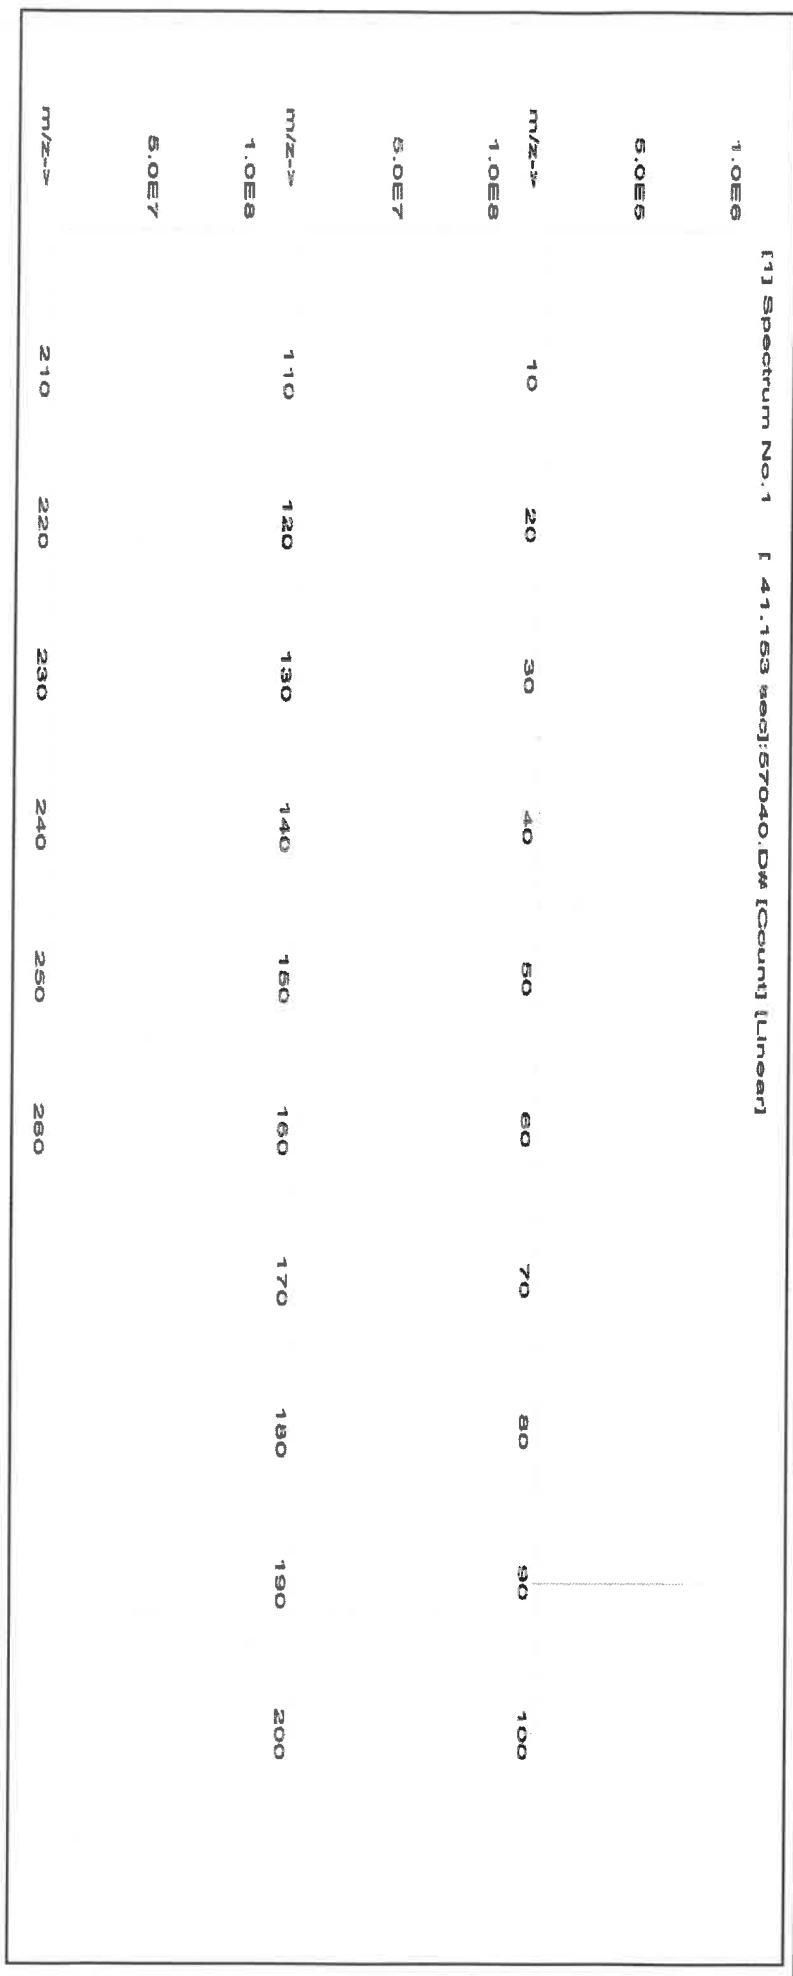 [1] Spectrum No.1 [ 41.153 sec]:57040.D# [Count] [Linear]
1.0E6
5.0E5
m/z-> 10 20 30 40 50 60 70 80 90 100
1.0E8
5.0E7
m/z-> 110 120 130 140 150 160 170 180 190 200
1.0E8
5.0E7
m/z-> 210 220 230 240 250 260